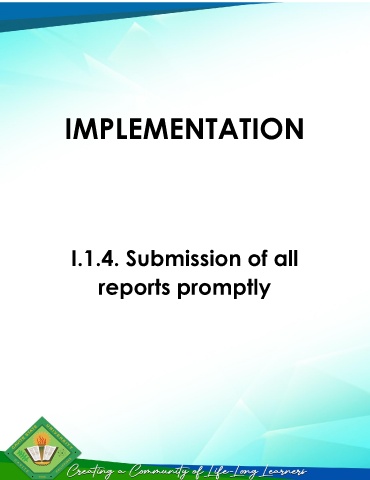 IMPLEMENTATION
I.1.4. Submission of all
reports promptly
Creating a Community of Life-Long Learners